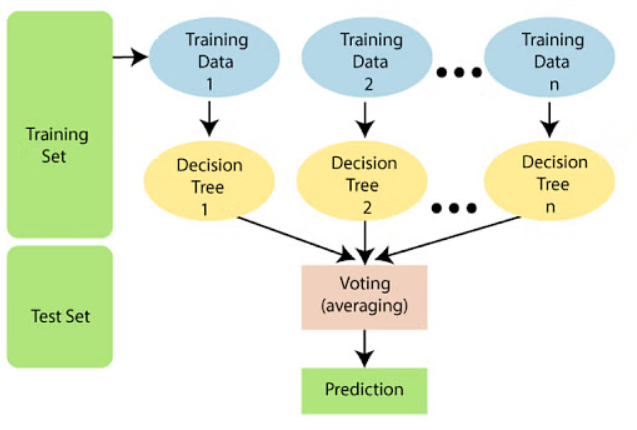 Training
Set
Training
Data
1
Training
Data
2
Training
Data
n
Decision
Tree
1
Decision
Tree
2
Decision
Tree
n
Test Set
Voting
(averaging)
Prediction